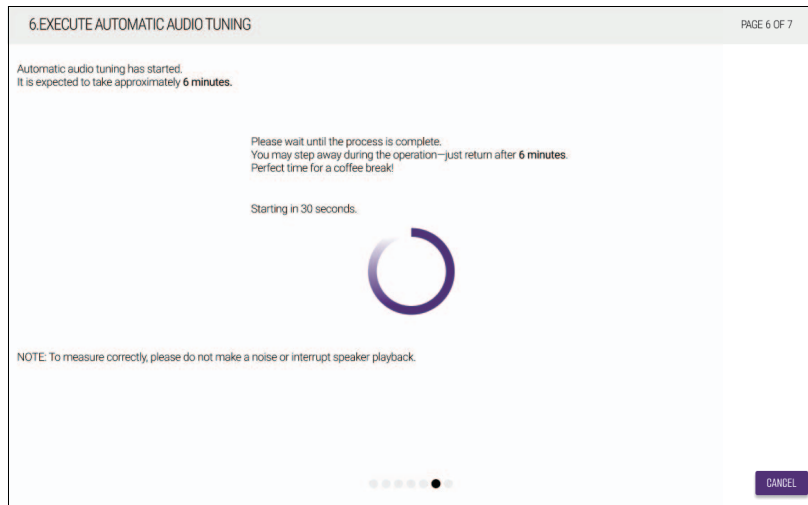 6.EXECUTE AUTOMATIC AUDIO TUNING
PAGE 6 OF 7
Automatic audio tuning has started.
It is expected to take approximately 6 minutes.
Please wait until the process is complete.
You may step away during the operation—just return after 6 minutes.
Perfect time for a coffee break!
Starting in 30 seconds.
NOTE: To measure correctly, please do not make a noise or interrupt speaker playback.
CANCEL